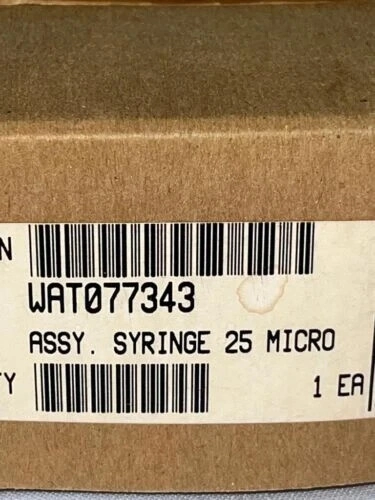 N
WAT077343
ASSY. SYRINGE 25 MICRO
TY
1 EA